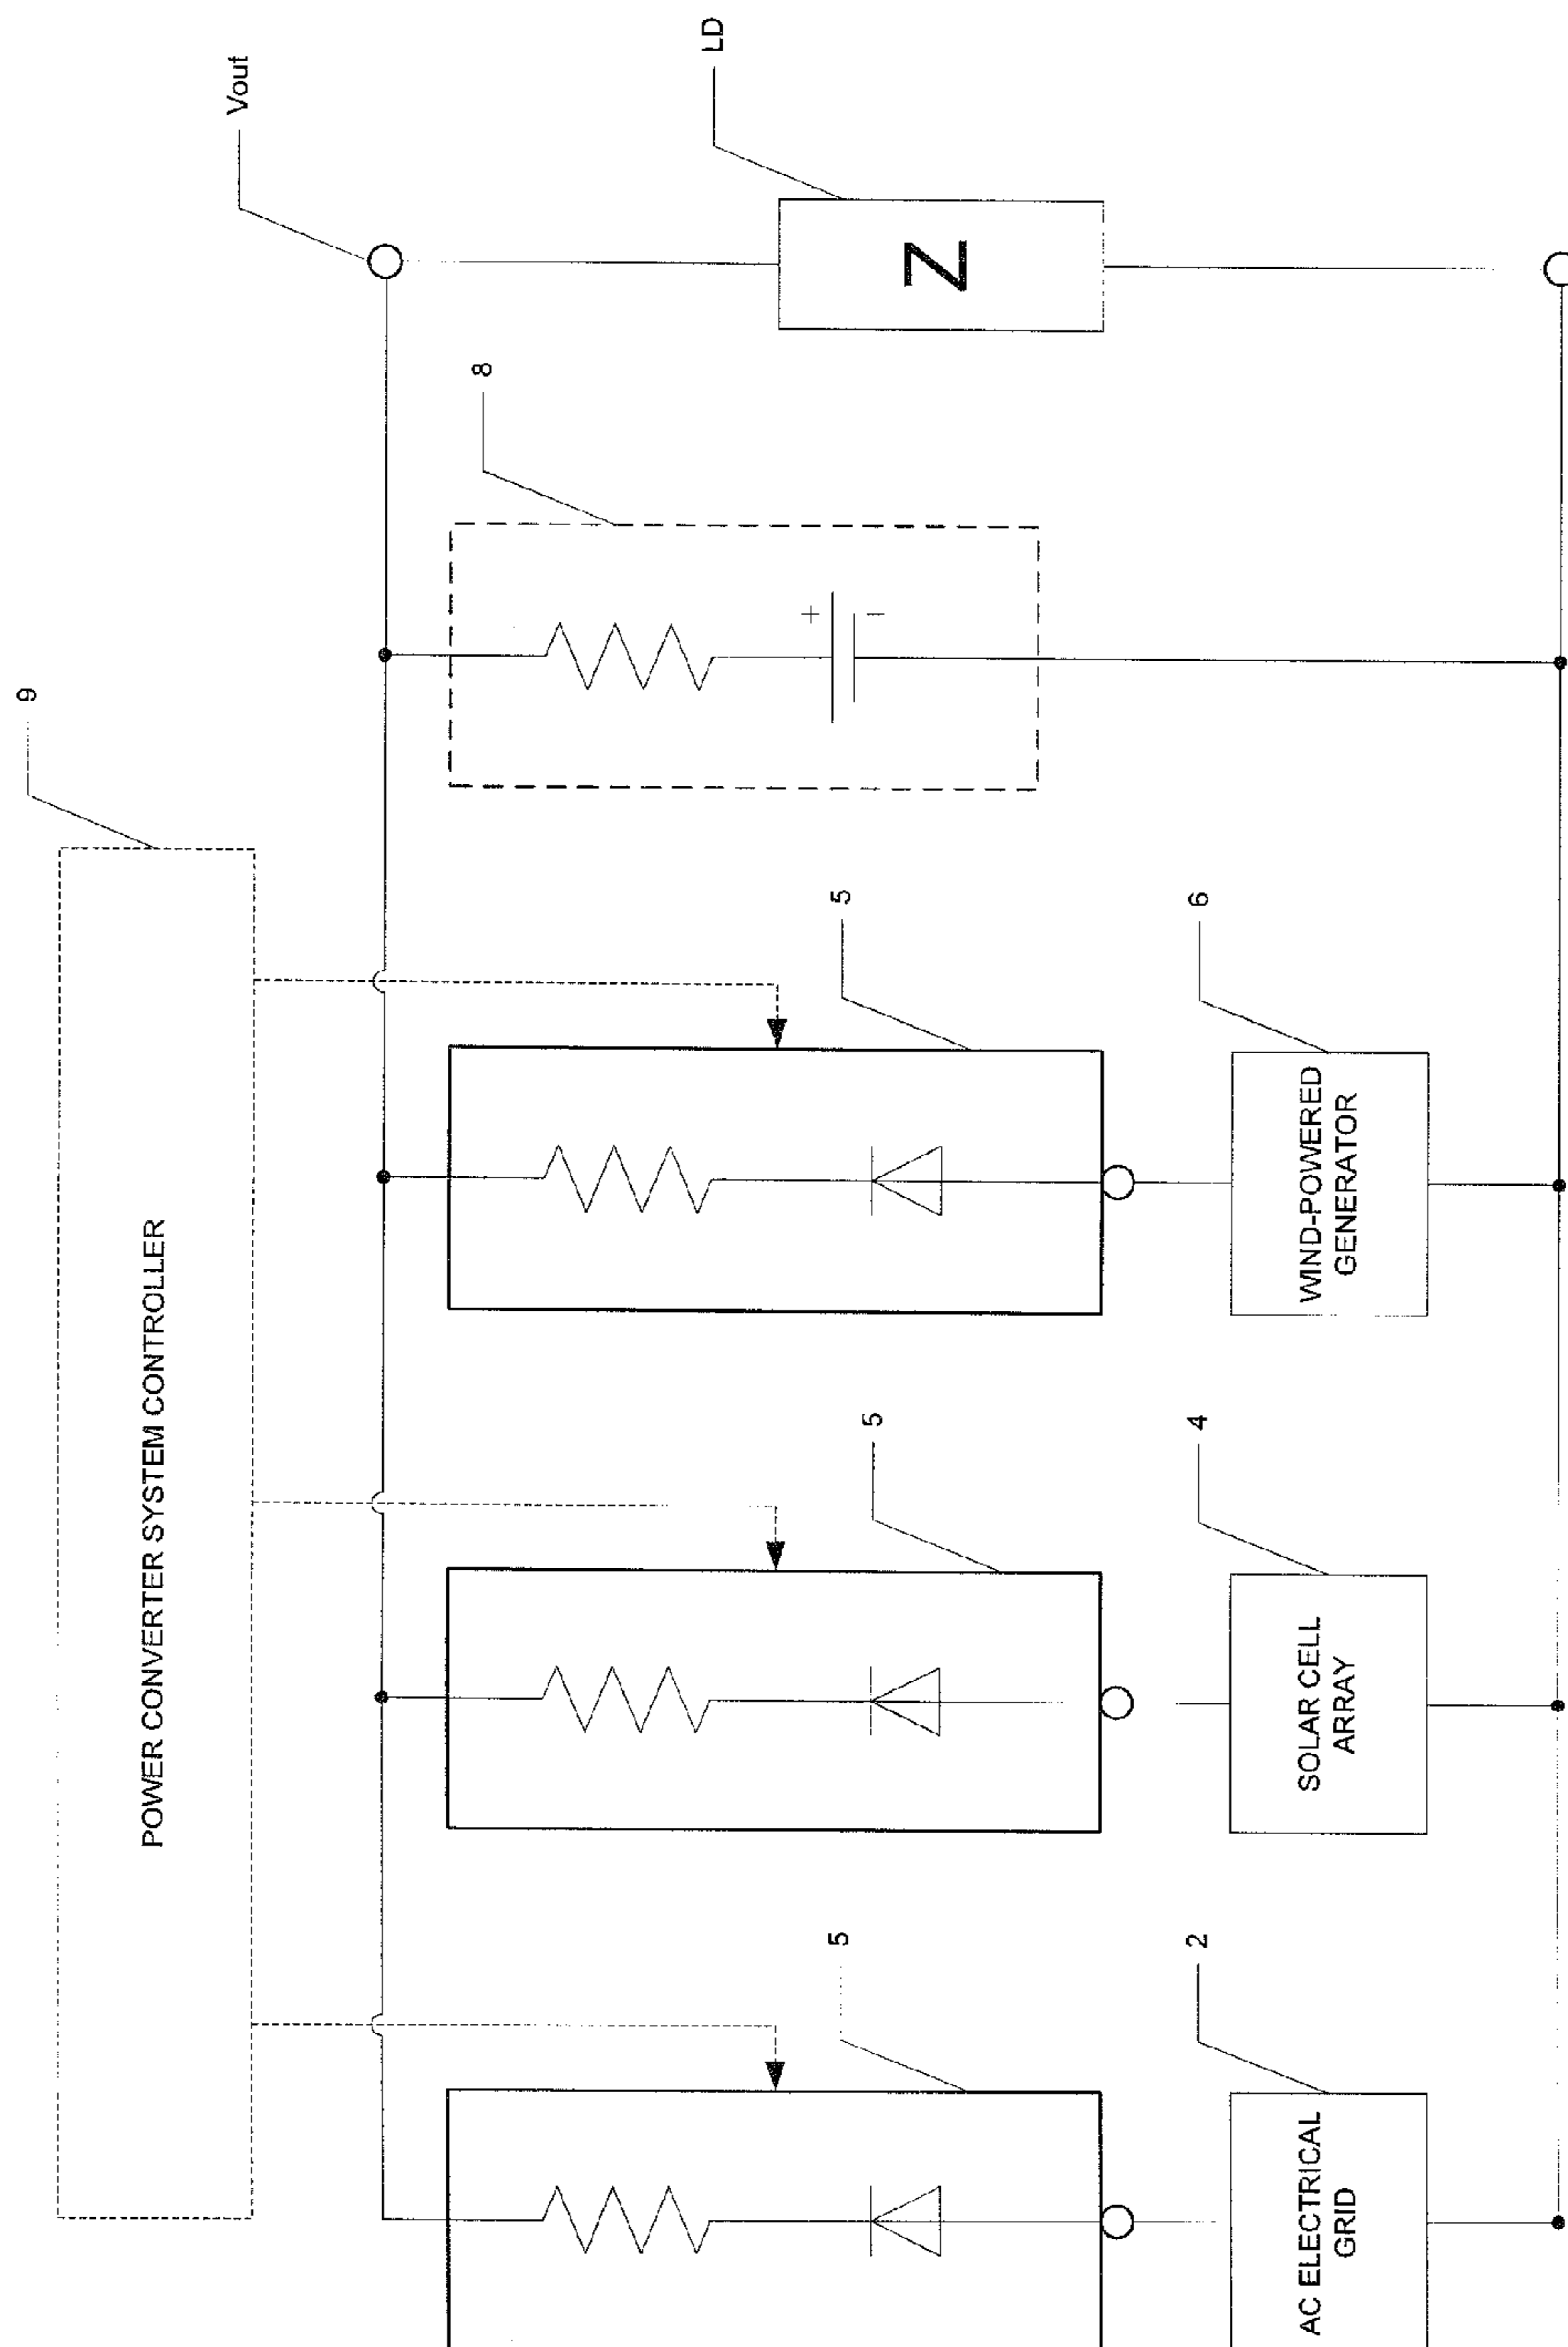 9
POWER CONVERTER SYSTEM CONTROLLER
Vout
8
LD
Z
+
−
5
5
5
2
AC ELECTRICAL
GRID
4
SOLAR CELL
ARRAY
6
WIND-POWERED
GENERATOR